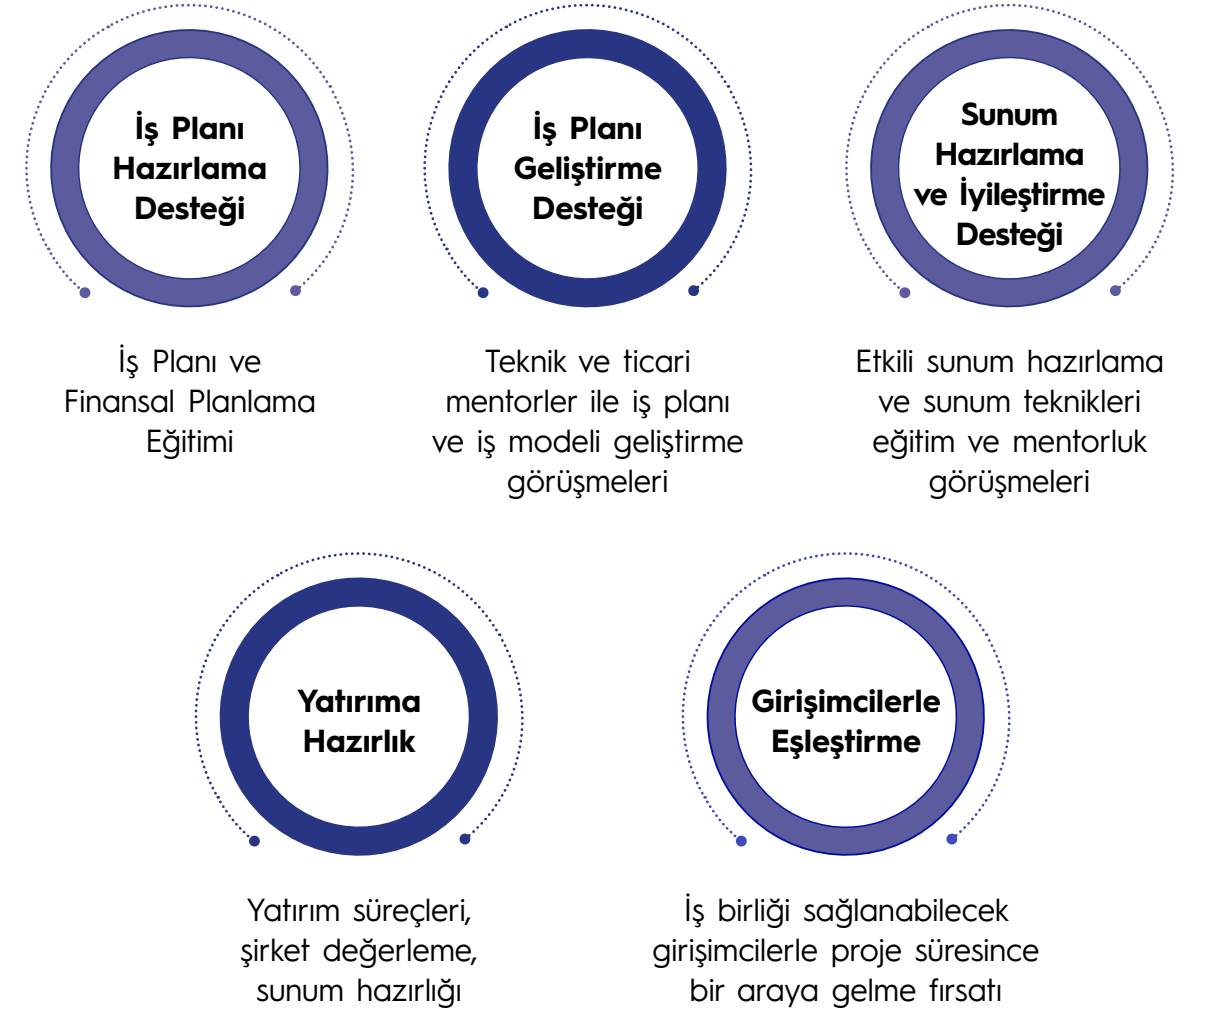 İş Planı
Hazırlama
Desteği
İş Planı ve
Finansal Planlama
Eğitimi
İş Planı
Geliştirme
Desteği
Teknik ve ticari
mentorler ile iş planı
ve iş modeli geliştirme
görüşmeleri
Sunum
Hazırlama
ve İyileştirme
Desteği
Etkili sunum hazırlama
ve sunum teknikleri
eğitim ve mentorluk
görüşmeleri
Yatırıma
Hazırlık
Yatırım süreçleri,
şirket değerleme,
sunum hazırlığı
Girişimcilerle
Eşleştirme
İş birliği sağlanabilecek
girişimcilerle proje süresince
bir araya gelme fırsatı